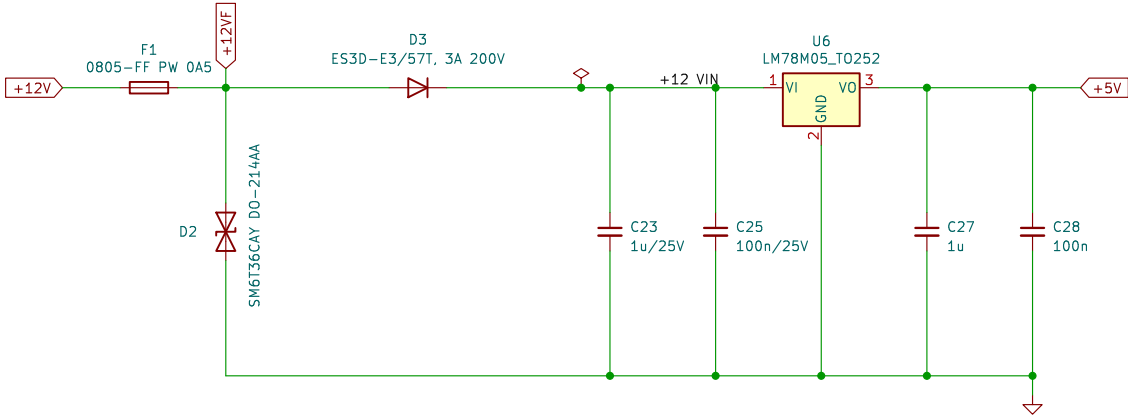 +12VF
F1
0805-FF PW 0A5
D3
ES3D-E3/57T, 3A 200V
U6
LM78M05_TO252
+12V
+12 VIN
1
VI
VO
3
GND
2
+5V
D2
SM6T36CAY DO-214AA
C23
1u/25V
C25
100n/25V
C27
1u
C28
100n